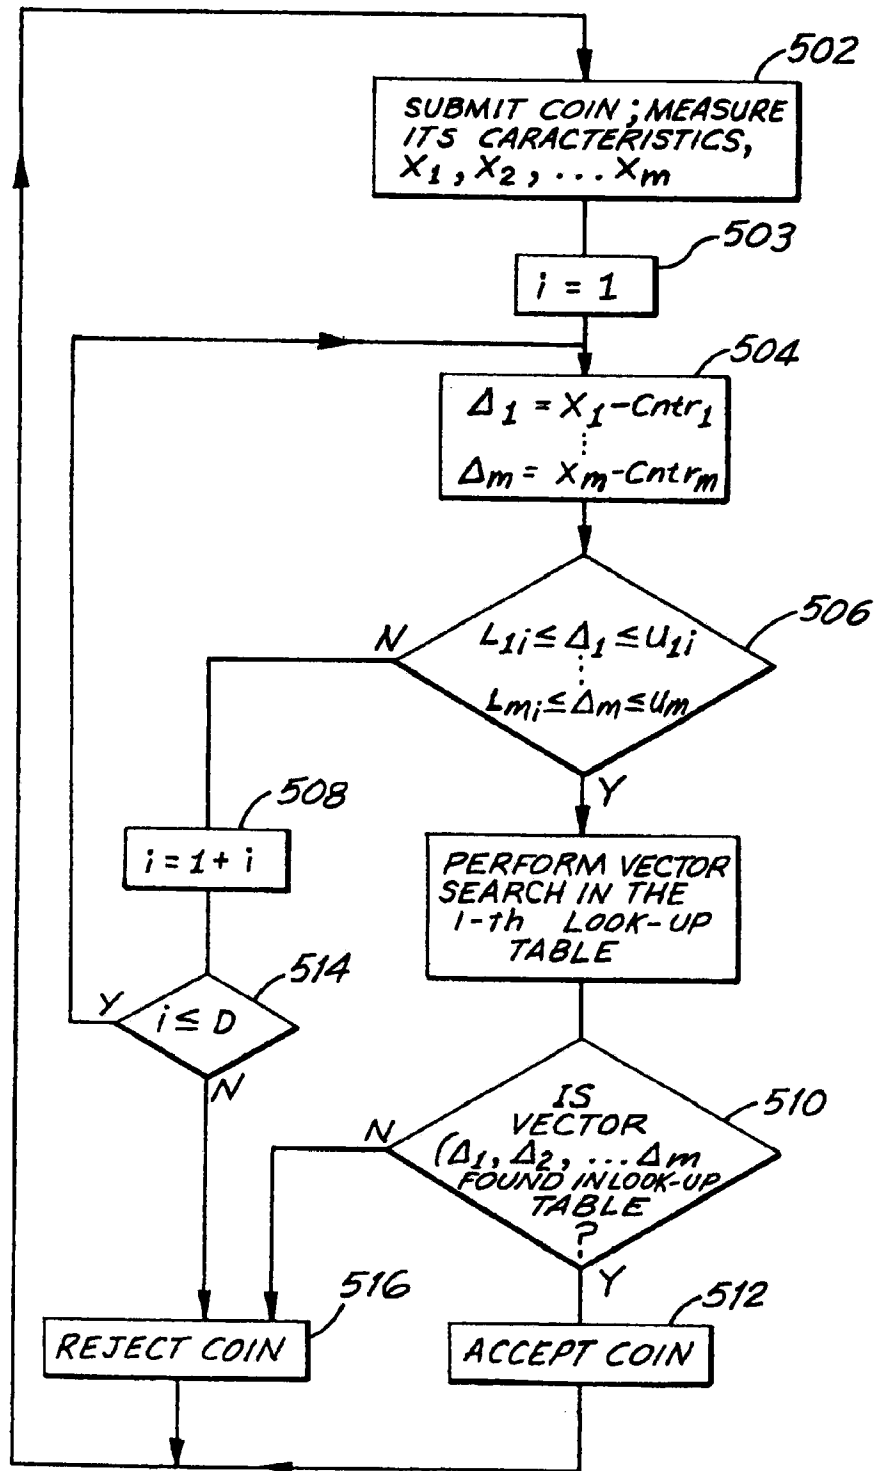 502
SUBMIT COIN ; MEASURE
ITS CARACTERISTICS,
X1 , X2 , ... Xm
503
i = 1
504
Δ1 = X1-Cntr1
⋮
Δm = Xm-Cntrm
506
N
L1i ≤ Δ1 ≤ U1i
⋮
Lmi ≤ Δm ≤ Um
Y
508
i = 1 + i
PERFORM VECTOR
SEARCH IN THE
1-th LOOK-UP
TABLE
514
Y
i ≤ D
N
510
N
IS
VECTOR
(Δ1, Δ2, ... Δm
FOUND IN LOOK-UP
TABLE
?
Y
516
REJECT COIN
512
ACCEPT COIN